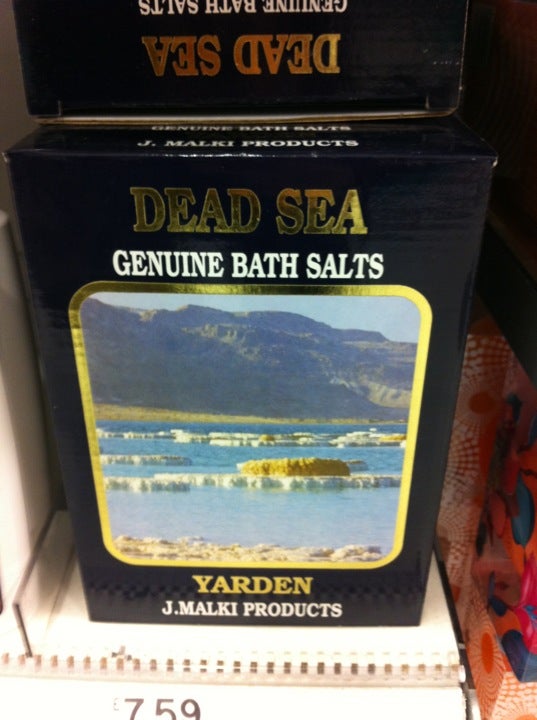 GENUINE BATH SALTS
DEAD SEA
GENUINE BATH SALTS
J. MALKI PRODUCTS
DEAD SEA
GENUINE BATH SALTS
YARDEN
J.MALKI PRODUCTS
£7.59